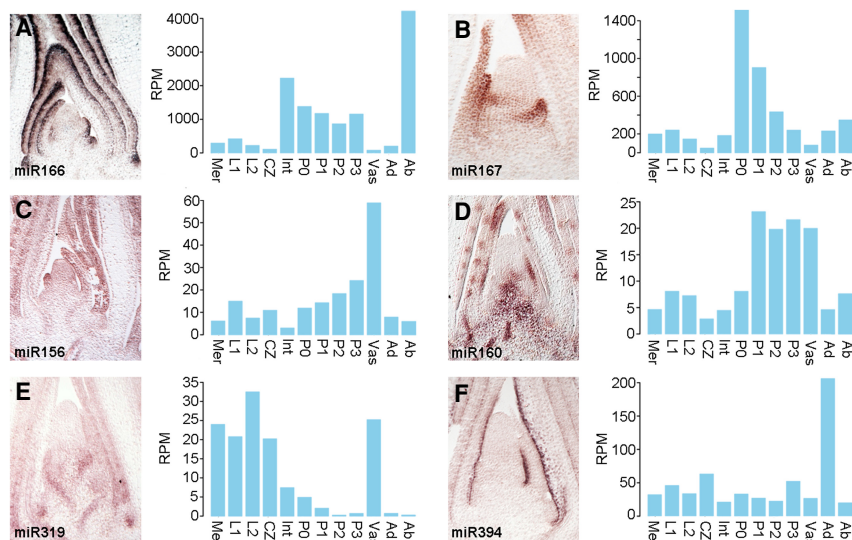 A
miR166
RPM
4000
3000
2000
1000
0
Mer L1 L2 CZ Int P0 P1 P2 P3 Vas Ad Ab
B
miR167
RPM
1400
1000
600
200
0
Mer L1 L2 CZ Int P0 P1 P2 P3 Vas Ad Ab
C
miR156
RPM
60
50
40
30
20
10
0
Mer L1 L2 CZ Int P0 P1 P2 P3 Vas Ad Ab
D
miR160
RPM
25
20
15
10
5
0
Mer L1 L2 CZ Int P0 P1 P2 P3 Vas Ad Ab
E
miR319
RPM
35
30
25
20
15
10
5
0
Mer L1 L2 CZ Int P0 P1 P2 P3 Vas Ad Ab
F
miR394
RPM
200
150
100
50
0
Mer L1 L2 CZ Int P0 P1 P2 P3 Vas Ad Ab